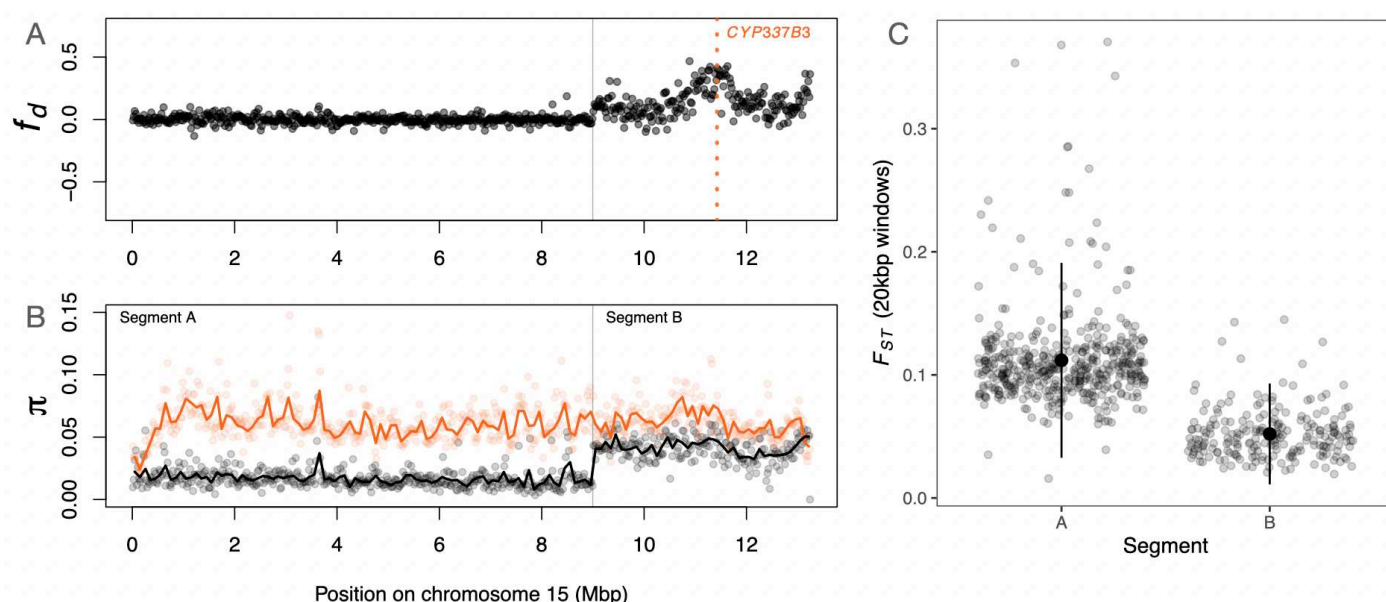 A
CYP337B3
f_d
0.5
0.0
−0.5
0 2 4 6 8 10 12
B
Segment A Segment B
π
0.15
0.10
0.05
0.00
0 2 4 6 8 10 12
Position on chromosome 15 (Mbp)
C
F_ST (20kbp windows)
0.3
0.2
0.1
0.0
A B
Segment